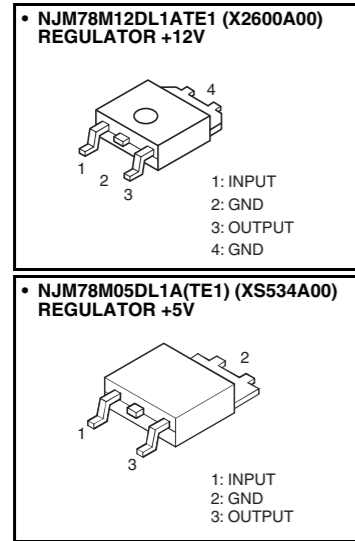 • NJM78M12DL1ATE1 (X2600A00)
REGULATOR +12V
4
1
2
3
1: INPUT
2: GND
3: OUTPUT
4: GND
• NJM78M05DL1A(TE1) (XS534A00)
REGULATOR +5V
2
1
3
1: INPUT
2: GND
3: OUTPUT